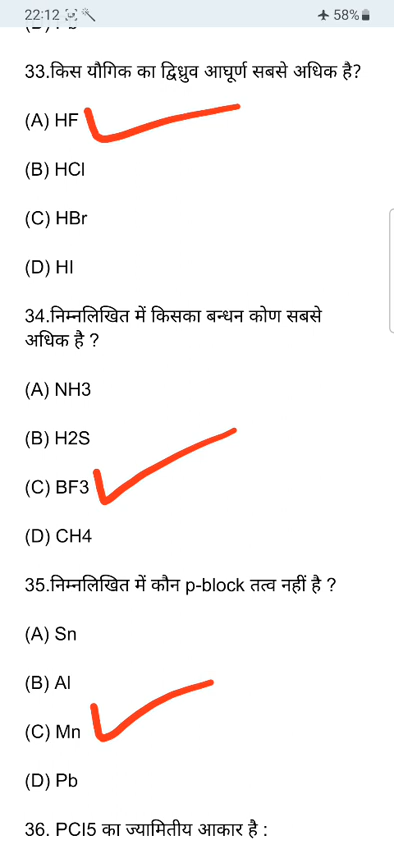 22:12
58%
33.किस यौगिक का द्विध्रुव आघूर्ण सबसे अधिक है?
(A) HF
(B) HCl
(C) HBr
(D) HI
34.निम्नलिखित में किसका बन्धन कोण सबसे
अधिक है ?
(A) NH3
(B) H2S
(C) BF3
(D) CH4
35.निम्नलिखित में कौन p-block तत्व नहीं है ?
(A) Sn
(B) Al
(C) Mn
(D) Pb
36. PCl5 का ज्यामितीय आकार है :